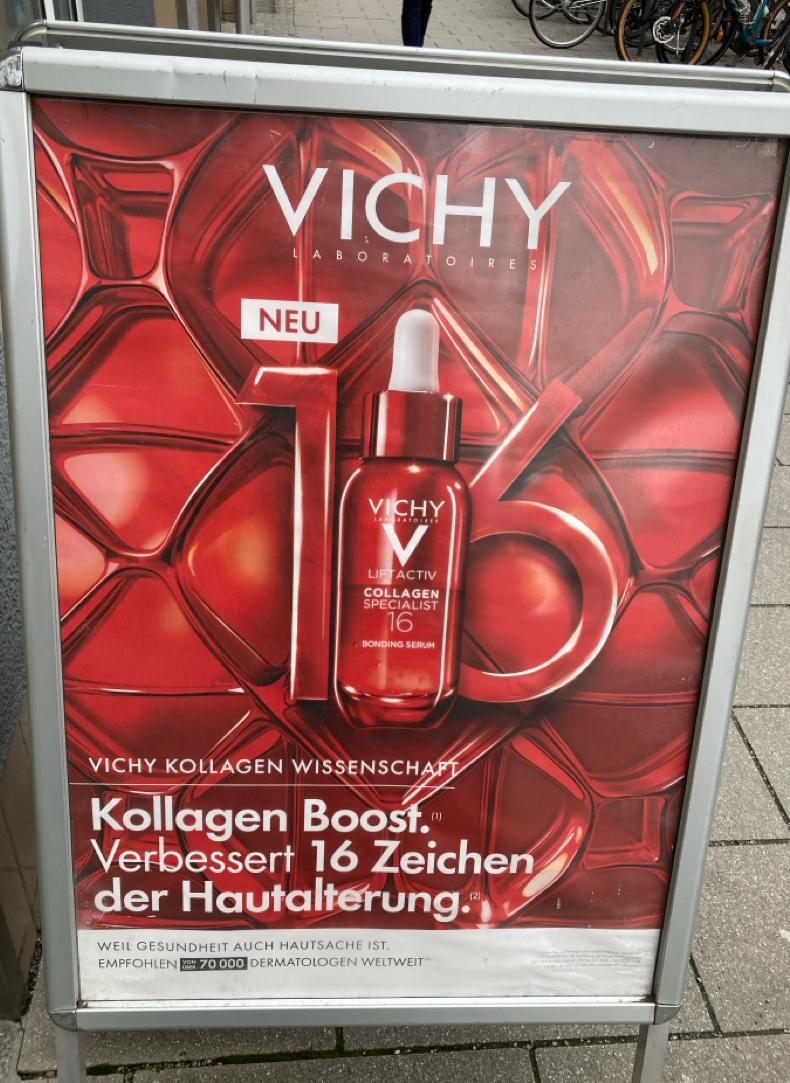 VICHY
LABORATOIRES
NEU
16
VICHY
LABORATOIRES
LIFTACTIV
COLLAGEN
SPECIALIST
16
BONDING SERUM
VICHY KOLLAGEN WISSENSCHAFT
Kollagen Boost.(1)
Verbessert 16 Zeichen
der Hautalterung.(2)
WEIL GESUNDHEIT AUCH HAUTSACHE IST.
EMPFOHLEN VON ÜBER 70 000 DERMATOLOGEN WELTWEIT